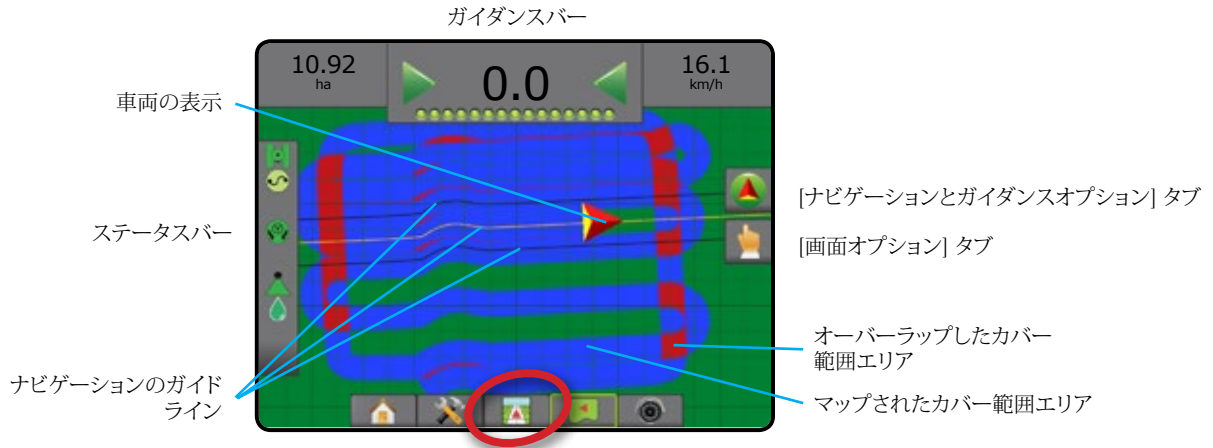 ガイダンスバー
10.92
ha
0.0
16.1
km/h
車両の表示
ステータスバー
ナビゲーションのガイド
ライン
[ナビゲーションとガイダンスオプション] タブ
[画面オプション] タブ
オーバーラップしたカバー
範囲エリア
マップされたカバー範囲エリア